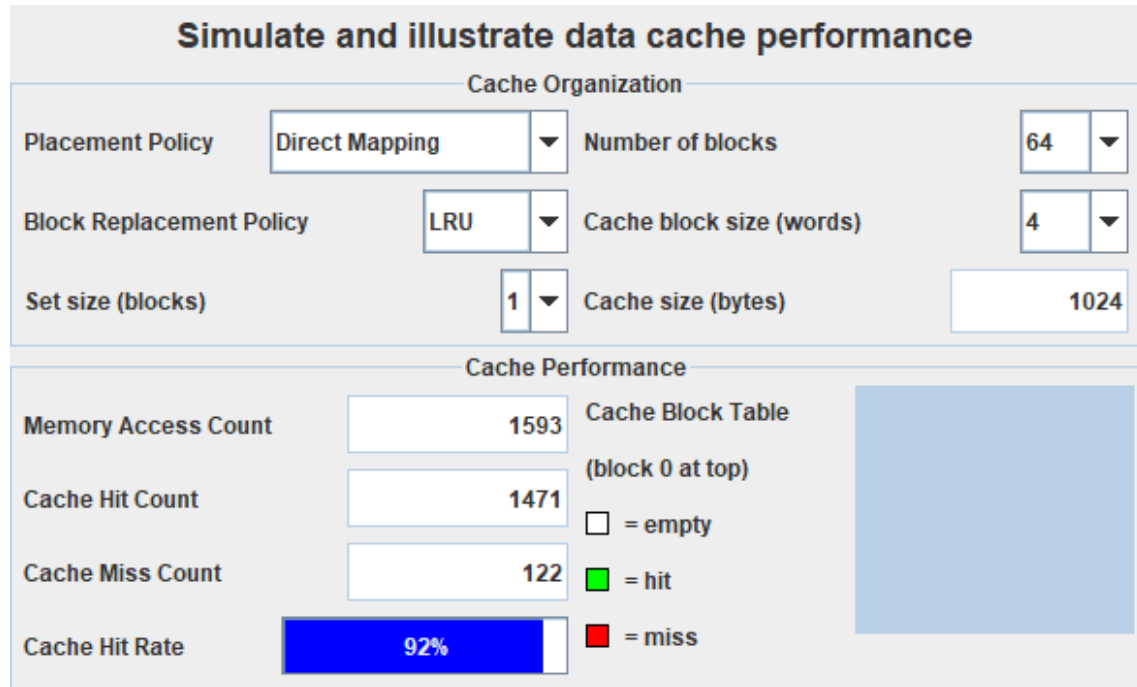 Simulate and illustrate data cache performance
Cache Organization
Placement Policy Direct Mapping Number of blocks 64
Block Replacement Policy LRU Cache block size (words) 4
Set size (blocks) 1 Cache size (bytes) 1024
Cache Performance
Memory Access Count 1593 Cache Block Table
(block 0 at top)
Cache Hit Count 1471
= empty
Cache Miss Count 122 = hit
Cache Hit Rate 92% = miss